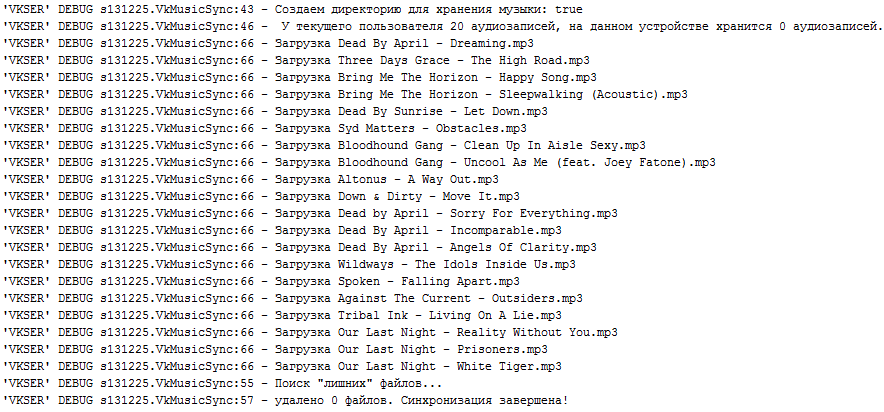 'VKSER' DEBUG s131225.VkMusicSync:43 - Создаем директорию для хранения музыки: true
'VKSER' DEBUG s131225.VkMusicSync:46 -  У текущего пользователя 20 аудиозаписей, на данном устройстве хранится 0 аудиозаписей.
'VKSER' DEBUG s131225.VkMusicSync:66 - Загрузка Dead By April - Dreaming.mp3
'VKSER' DEBUG s131225.VkMusicSync:66 - Загрузка Three Days Grace - The High Road.mp3
'VKSER' DEBUG s131225.VkMusicSync:66 - Загрузка Bring Me The Horizon - Happy Song.mp3
'VKSER' DEBUG s131225.VkMusicSync:66 - Загрузка Bring Me The Horizon - Sleepwalking (Acoustic).mp3
'VKSER' DEBUG s131225.VkMusicSync:66 - Загрузка Dead By Sunrise - Let Down.mp3
'VKSER' DEBUG s131225.VkMusicSync:66 - Загрузка Syd Matters - Obstacles.mp3
'VKSER' DEBUG s131225.VkMusicSync:66 - Загрузка Bloodhound Gang - Clean Up In Aisle Sexy.mp3
'VKSER' DEBUG s131225.VkMusicSync:66 - Загрузка Bloodhound Gang - Uncool As Me (feat. Joey Fatone).mp3
'VKSER' DEBUG s131225.VkMusicSync:66 - Загрузка Altonus - A Way Out.mp3
'VKSER' DEBUG s131225.VkMusicSync:66 - Загрузка Down & Dirty - Move It.mp3
'VKSER' DEBUG s131225.VkMusicSync:66 - Загрузка Dead by April - Sorry For Everything.mp3
'VKSER' DEBUG s131225.VkMusicSync:66 - Загрузка Dead By April - Incomparable.mp3
'VKSER' DEBUG s131225.VkMusicSync:66 - Загрузка Dead By April - Angels Of Clarity.mp3
'VKSER' DEBUG s131225.VkMusicSync:66 - Загрузка Wildways - The Idols Inside Us.mp3
'VKSER' DEBUG s131225.VkMusicSync:66 - Загрузка Spoken - Falling Apart.mp3
'VKSER' DEBUG s131225.VkMusicSync:66 - Загрузка Against The Current - Outsiders.mp3
'VKSER' DEBUG s131225.VkMusicSync:66 - Загрузка Tribal Ink - Living On A Lie.mp3
'VKSER' DEBUG s131225.VkMusicSync:66 - Загрузка Our Last Night - Reality Without You.mp3
'VKSER' DEBUG s131225.VkMusicSync:66 - Загрузка Our Last Night - Prisoners.mp3
'VKSER' DEBUG s131225.VkMusicSync:66 - Загрузка Our Last Night - White Tiger.mp3
'VKSER' DEBUG s131225.VkMusicSync:55 - Поиск "лишних" файлов...
'VKSER' DEBUG s131225.VkMusicSync:57 - удалено 0 файлов. Синхронизация завершена!